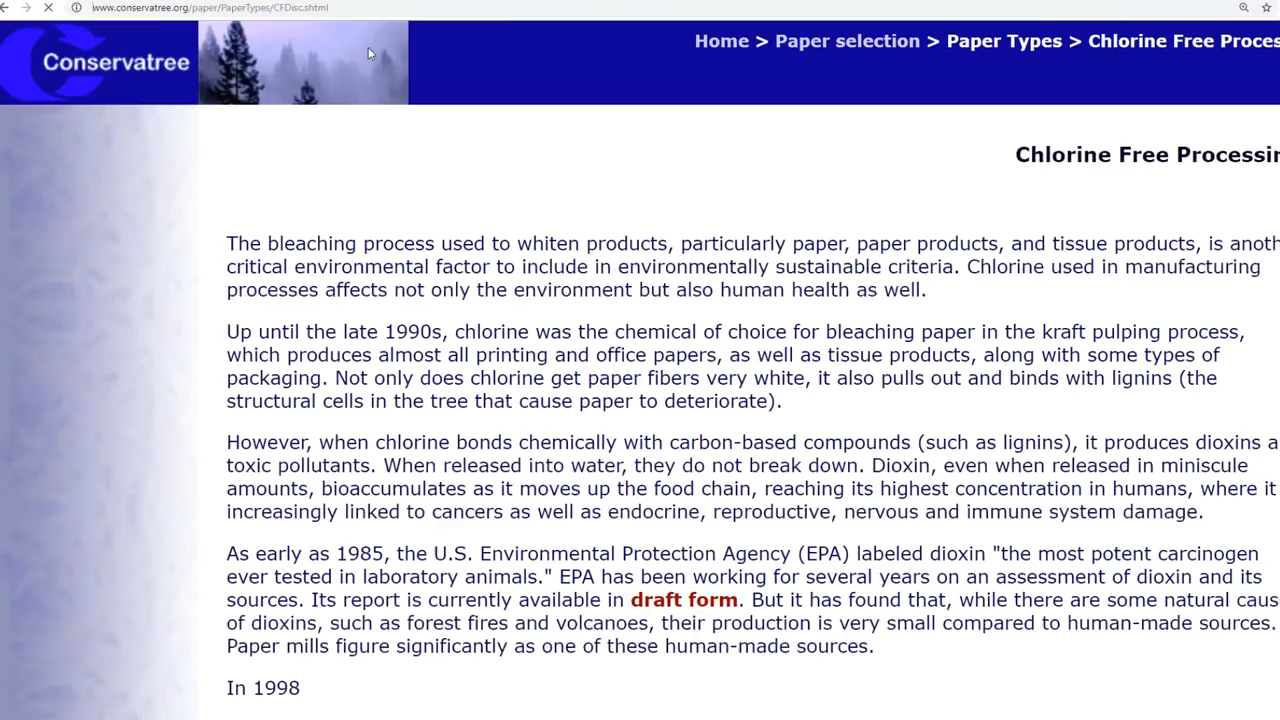 www.conservatree.org/paper/PaperTypes/CFDisc.shtml
Conservatree
Home > Paper selection > Paper Types > Chlorine Free Proces
Chlorine Free Processin
The bleaching process used to whiten products, particularly paper, paper products, and tissue products, is anoth
critical environmental factor to include in environmentally sustainable criteria. Chlorine used in manufacturing
processes affects not only the environment but also human health as well.
Up until the late 1990s, chlorine was the chemical of choice for bleaching paper in the kraft pulping process,
which produces almost all printing and office papers, as well as tissue products, along with some types of
packaging. Not only does chlorine get paper fibers very white, it also pulls out and binds with lignins (the
structural cells in the tree that cause paper to deteriorate).
However, when chlorine bonds chemically with carbon-based compounds (such as lignins), it produces dioxins a
toxic pollutants. When released into water, they do not break down. Dioxin, even when released in miniscule
amounts, bioaccumulates as it moves up the food chain, reaching its highest concentration in humans, where it
increasingly linked to cancers as well as endocrine, reproductive, nervous and immune system damage.
As early as 1985, the U.S. Environmental Protection Agency (EPA) labeled dioxin "the most potent carcinogen
ever tested in laboratory animals." EPA has been working for several years on an assessment of dioxin and its
sources. Its report is currently available in draft form. But it has found that, while there are some natural caus
of dioxins, such as forest fires and volcanoes, their production is very small compared to human-made sources.
Paper mills figure significantly as one of these human-made sources.
In 1998